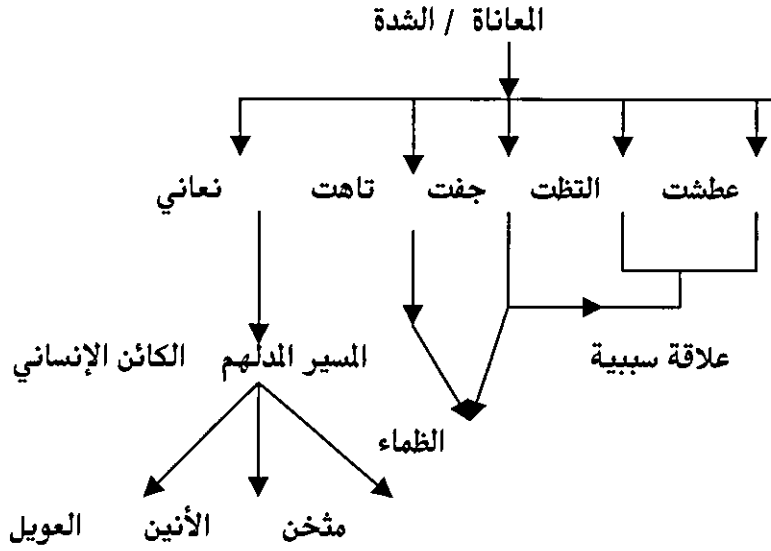 المعاناة / الشدة
عطشت التظت جفت تاهت نعاني
علاقة سببية المسير المدلهم الكائن الإنساني
الظماء
مثخن الأنين العويل